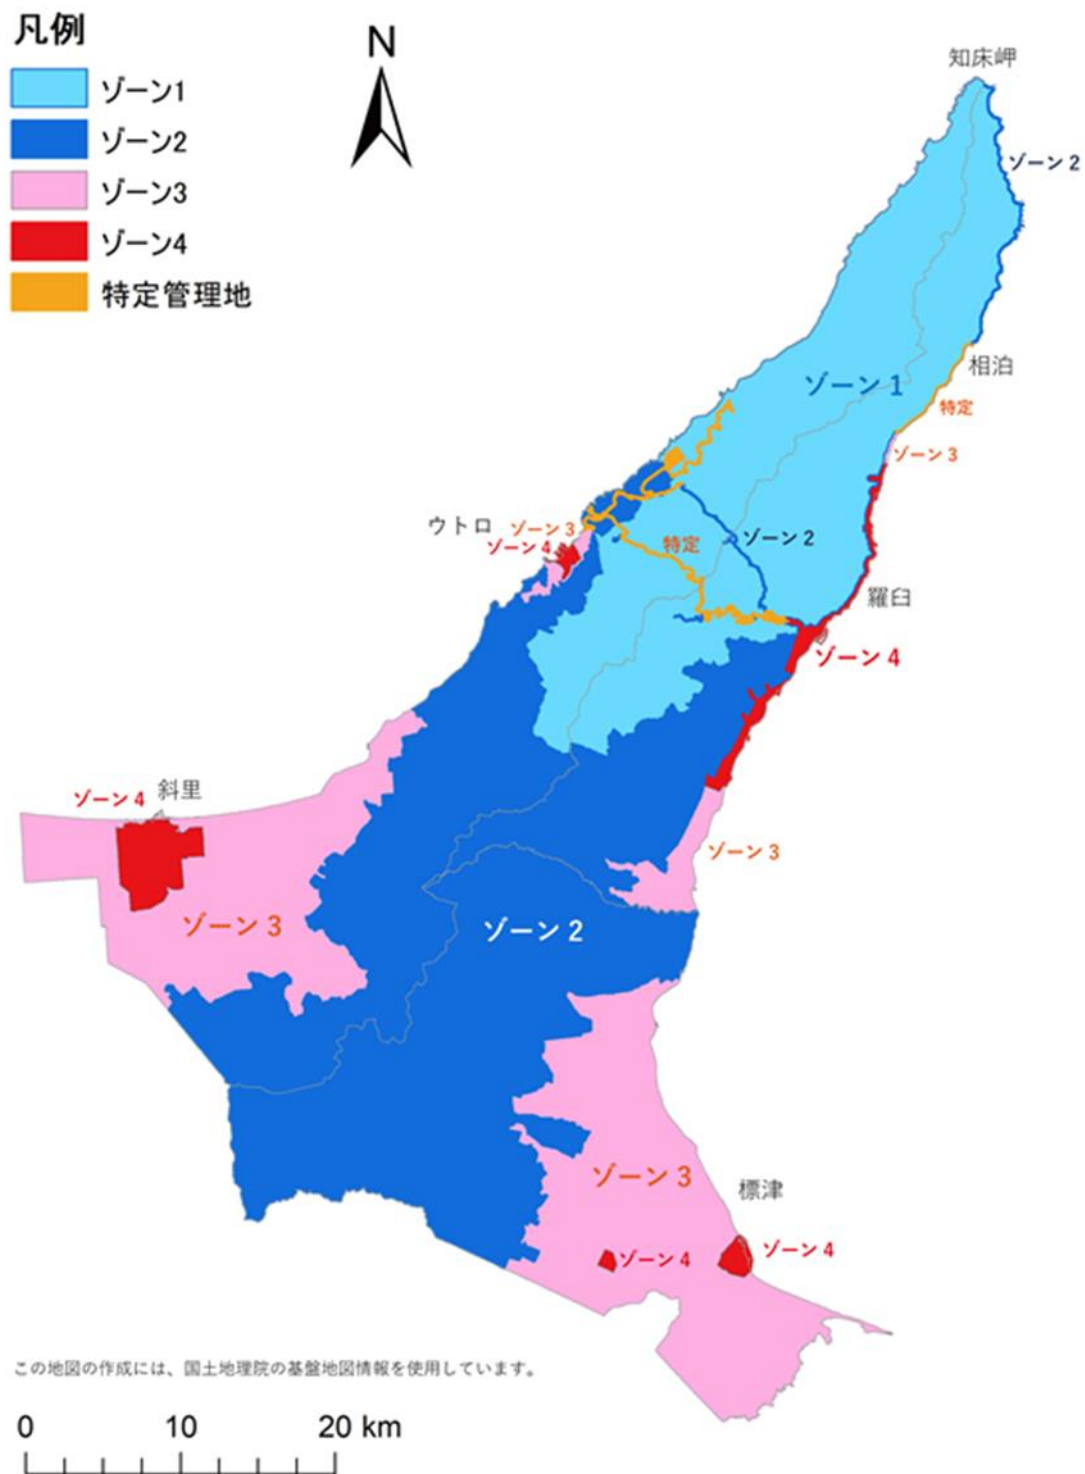 凡例
ゾーン1
ゾーン2
ゾーン3
ゾーン4
特定管理地
N
知床岬
ゾーン 2
ゾーン 1
相泊
特定
ゾーン 3
ウトロ
ゾーン 3
ゾーン 4
特定
ゾーン 2
羅臼
ゾーン 4
ゾーン 4
斜里
ゾーン 3
ゾーン 3
ゾーン 2
ゾーン 3
標津
ゾーン 4
ゾーン 4
この地図の作成には、国土地理院の基盤地図情報を使用しています。
0 10 20 km